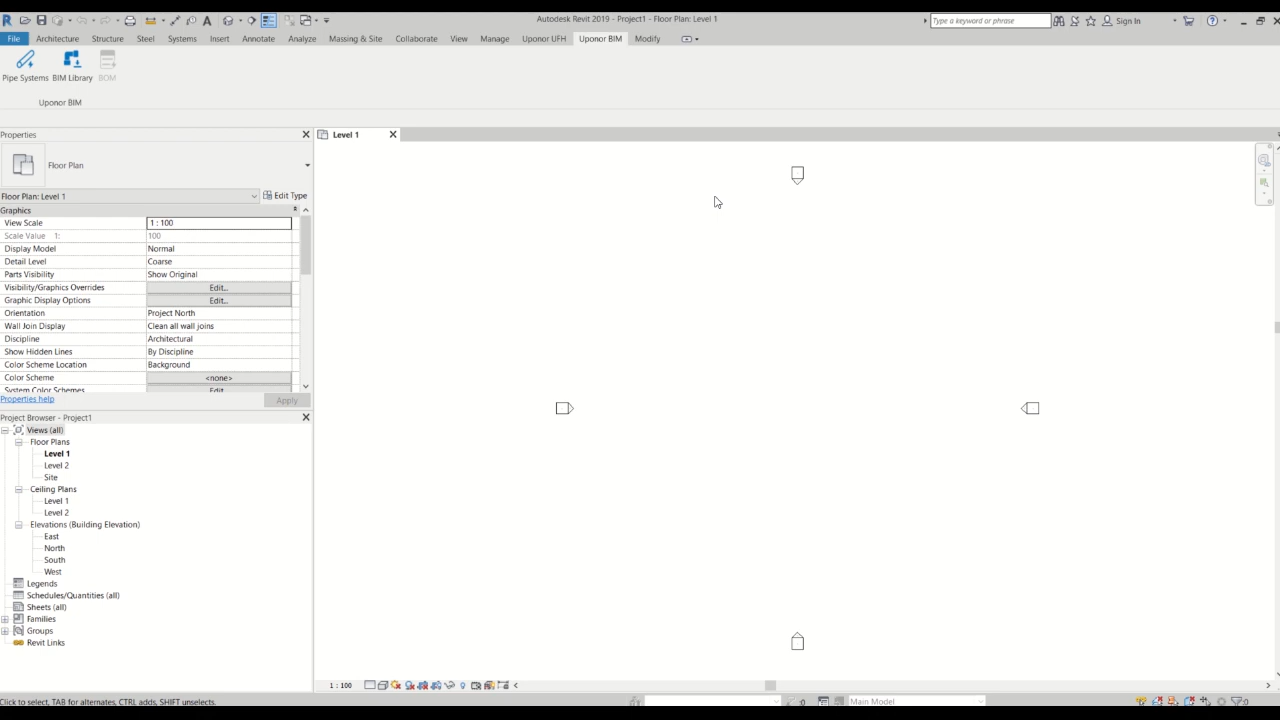 Autodesk Revit 2019 - Project1 - Floor Plan: Level 1
Type a keyword or phrase
Sign In
File Architecture Structure Steel Systems Insert Annotate Analyze Massing & Site Collaborate View Manage Uponor UFH Uponor BIM Modify
Pipe Systems BIM Library BOM
Uponor BIM
Properties
Level 1
Floor Plan
Floor Plan: Level 1
Edit Type
Graphics
View Scale 1 : 100
Scale Value 1: 100
Display Model Normal
Detail Level Coarse
Parts Visibility Show Original
Visibility/Graphics Overrides Edit...
Graphic Display Options Edit...
Orientation Project North
Wall Join Display Clean all wall joins
Discipline Architectural
Show Hidden Lines By Discipline
Color Scheme Location Background
Color Scheme <none>
System Color Schemes Edit
Properties help
Apply
Project Browser - Project1
Views (all)
Floor Plans
Level 1
Level 2
Site
Ceiling Plans
Level 1
Level 2
Elevations (Building Elevation)
East
North
South
West
Legends
Schedules/Quantities (all)
Sheets (all)
Families
Groups
Revit Links
1 : 100
Click to select, TAB for alternates, CTRL adds, SHIFT unselects.
:0
Main Model
:0